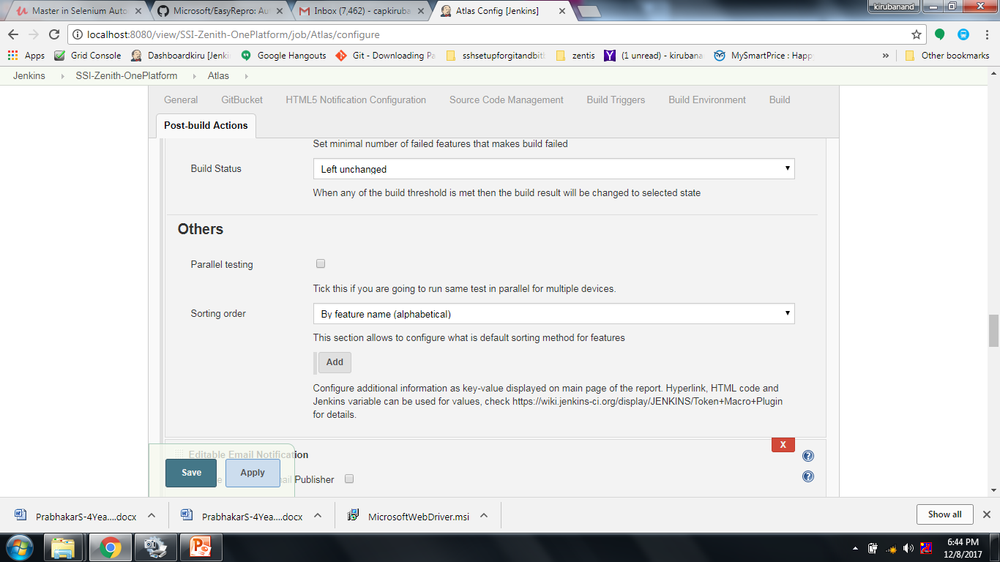 kirubanand
Master in Selenium Auto
Microsoft/EasyRepro: Au
Inbox (7,462) - capkiruba
Atlas Config [Jenkins]
localhost:8080/view/SSI-Zenith-OnePlatform/job/Atlas/configure
Apps
Grid Console
Dashboardkiru [Jenki
Google Hangouts
Git - Downloading Pa
sshsetupforgitandbitb
zentis
(1 unread) - kirubana
MySmartPrice : Happ
»
Other bookmarks
Jenkins
SSI-Zenith-OnePlatform
Atlas
General
GitBucket
HTML5 Notification Configuration
Source Code Management
Build Triggers
Build Environment
Build
Post-build Actions
Set minimal number of failed features that makes build failed
Build Status
Left unchanged
When any of the build threshold is met then the build result will be changed to selected state
Others
Parallel testing
Tick this if you are going to run same test in parallel for multiple devices.
Sorting order
By feature name (alphabetical)
This section allows to configure what is default sorting method for features
Add
Configure additional information as key-value displayed on main page of the report. Hyperlink, HTML code and
Jenkins variable can be used for values, check https://wiki.jenkins-ci.org/display/JENKINS/Token+Macro+Plugin
for details.
X
Editable Email Notification
Save
Apply
Publisher
PrabhakarS-4Yea....docx
PrabhakarS-4Yea....docx
MicrosoftWebDriver.msi
Show all
6:44 PM
12/8/2017